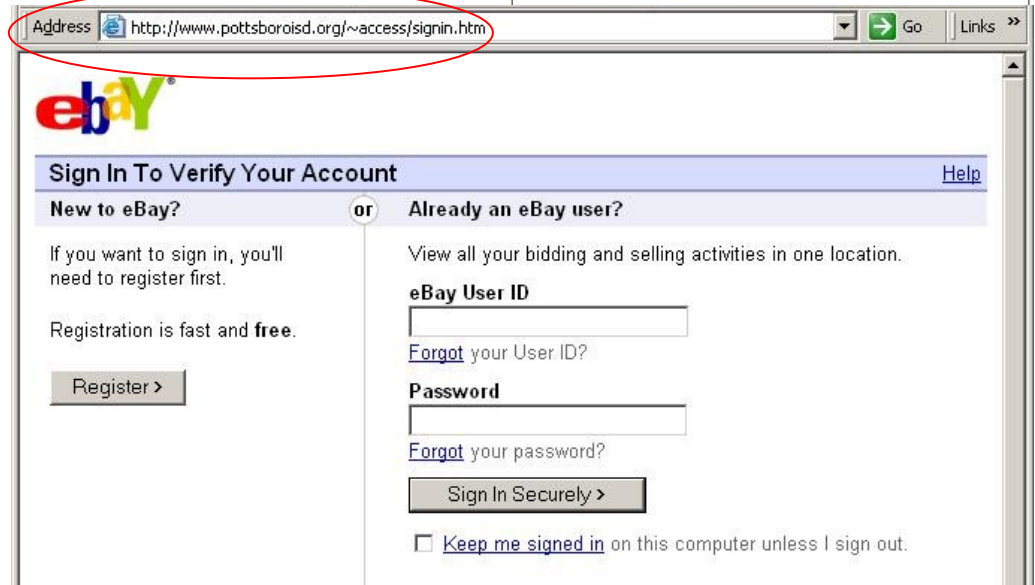 Address http://www.pottsboroisd.org/~access/signin.htm Go Links »
ebaY®
Sign In To Verify Your Account Help
New to eBay? or Already an eBay user?
If you want to sign in, you'll
need to register first.
Registration is fast and free.
Register >
View all your bidding and selling activities in one location.
eBay User ID
Forgot your User ID?
Password
Forgot your password?
Sign In Securely >
Keep me signed in on this computer unless I sign out.